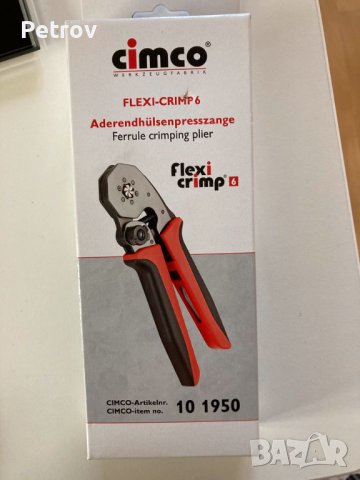 Petrov
cimco®
WERKZEUGFABRIK
FLEXI-CRIMP 6
Aderendhülsenpresszange
Ferrule crimping plier
Flexi
crimp® 6
CIMCO-Artikelnr.
CIMCO-item no.
10 1950
BAZAR